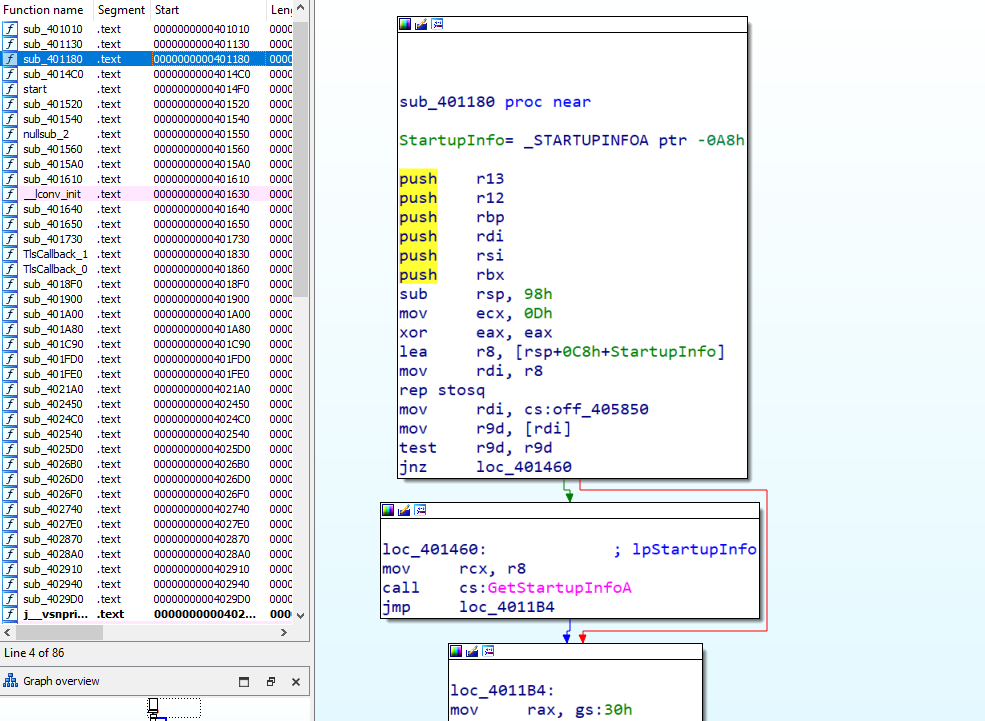 Function name Segment Start Leng
f sub_401010 .text 0000000000401010 0000
f sub_401130 .text 0000000000401130 0000
f sub_401180 .text 0000000000401180 0000
f sub_4014C0 .text 00000000004014C0 0000
f start .text 00000000004014F0 0000
f sub_401520 .text 0000000000401520 0000
f sub_401540 .text 0000000000401540 0000
f nullsub_2 .text 0000000000401550 0000
f sub_401560 .text 0000000000401560 0000
f sub_4015A0 .text 00000000004015A0 0000
f sub_401610 .text 0000000000401610 0000
f __lconv_init .text 0000000000401630 0000
f sub_401640 .text 0000000000401640 0000
f sub_401650 .text 0000000000401650 0000
f sub_401730 .text 0000000000401730 0000
f TlsCallback_1 .text 0000000000401830 0000
f TlsCallback_0 .text 0000000000401860 0000
f sub_4018F0 .text 00000000004018F0 0000
f sub_401900 .text 0000000000401900 0000
f sub_401A00 .text 0000000000401A00 0000
f sub_401A80 .text 0000000000401A80 0000
f sub_401C90 .text 0000000000401C90 0000
f sub_401FD0 .text 0000000000401FD0 0000
f sub_401FE0 .text 0000000000401FE0 0000
f sub_4021A0 .text 00000000004021A0 0000
f sub_402450 .text 0000000000402450 0000
f sub_4024C0 .text 00000000004024C0 0000
f sub_402540 .text 0000000000402540 0000
f sub_4025D0 .text 00000000004025D0 0000
f sub_4026B0 .text 00000000004026B0 0000
f sub_4026D0 .text 00000000004026D0 0000
f sub_4026F0 .text 00000000004026F0 0000
f sub_402740 .text 0000000000402740 0000
f sub_4027E0 .text 00000000004027E0 0000
f sub_402870 .text 0000000000402870 0000
f sub_4028A0 .text 00000000004028A0 0000
f sub_402910 .text 0000000000402910 0000
f sub_402940 .text 0000000000402940 0000
f sub_4029D0 .text 00000000004029D0 0000
f j__vsnpri... .text 0000000000402... 000
Line 4 of 86
Graph overview
sub_401180 proc near
StartupInfo= _STARTUPINFOA ptr -0A8h
push r13
push r12
push rbp
push rdi
push rsi
push rbx
sub rsp, 98h
mov ecx, 0Dh
xor eax, eax
lea r8, [rsp+0C8h+StartupInfo]
mov rdi, r8
rep stosq
mov rdi, cs:off_405850
mov r9d, [rdi]
test r9d, r9d
jnz loc_401460
loc_401460: ; lpStartupInfo
mov rcx, r8
call cs:GetStartupInfoA
jmp loc_4011B4
loc_4011B4:
mov rax, gs:30h